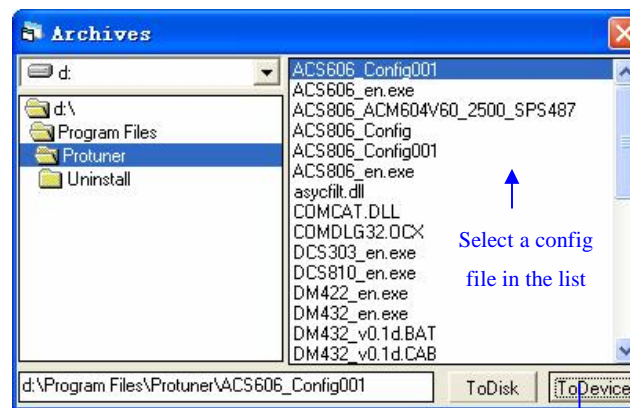 Archives
d:
d:\
Program Files
Protuner
Uninstall
ACS606_Config001
ACS606_en.exe
ACS806_ACM604V60_2500_SPS487
ACS806_Config
ACS806_Config001
ACS806_en.exe
asycfilt.dll
COMCAT.DLL
COMDLG32.OCX
DCS303_en.exe
DCS810_en.exe
DM422_en.exe
DM432_en.exe
DM432_v0.1d.BAT
DM432_v0.1d.CAB
Select a config
file in the list
d:\Program Files\Protuner\ACS606_Config001
ToDisk
ToDevice